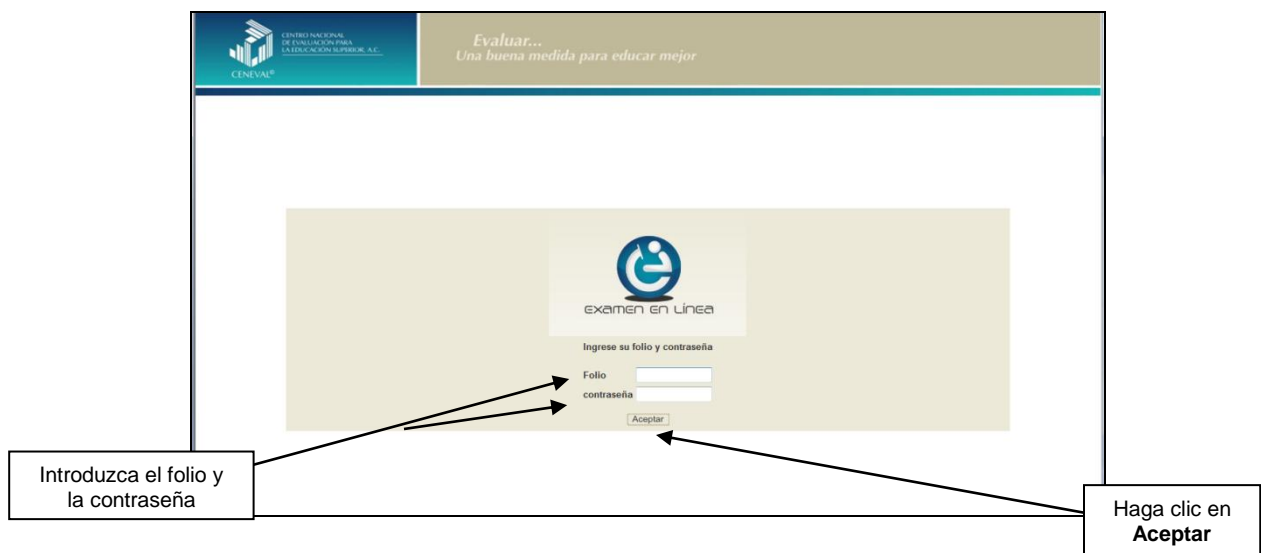 CENTRO NACIONAL
DE EVALUACIÓN PARA
LA EDUCACIÓN SUPERIOR, A.C.
CENEVAL®
Evaluar...
Una buena medida para educar mejor
examen en Línea
Ingrese su folio y contraseña
Folio
contraseña
Aceptar
Introduzca el folio y
la contraseña
Haga clic en
Aceptar